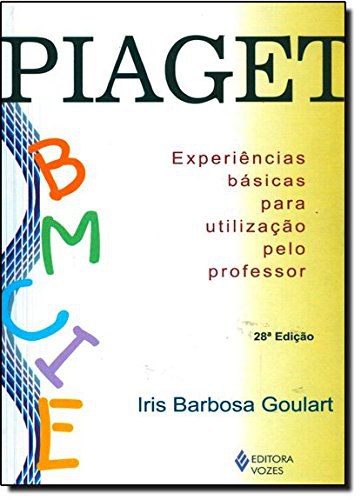 PIAGET
Experiências
básicas
para
utilização
pelo
professor
B
M
C
I
E
28ª Edição
Iris Barbosa Goulart
EDITORA
VOZES